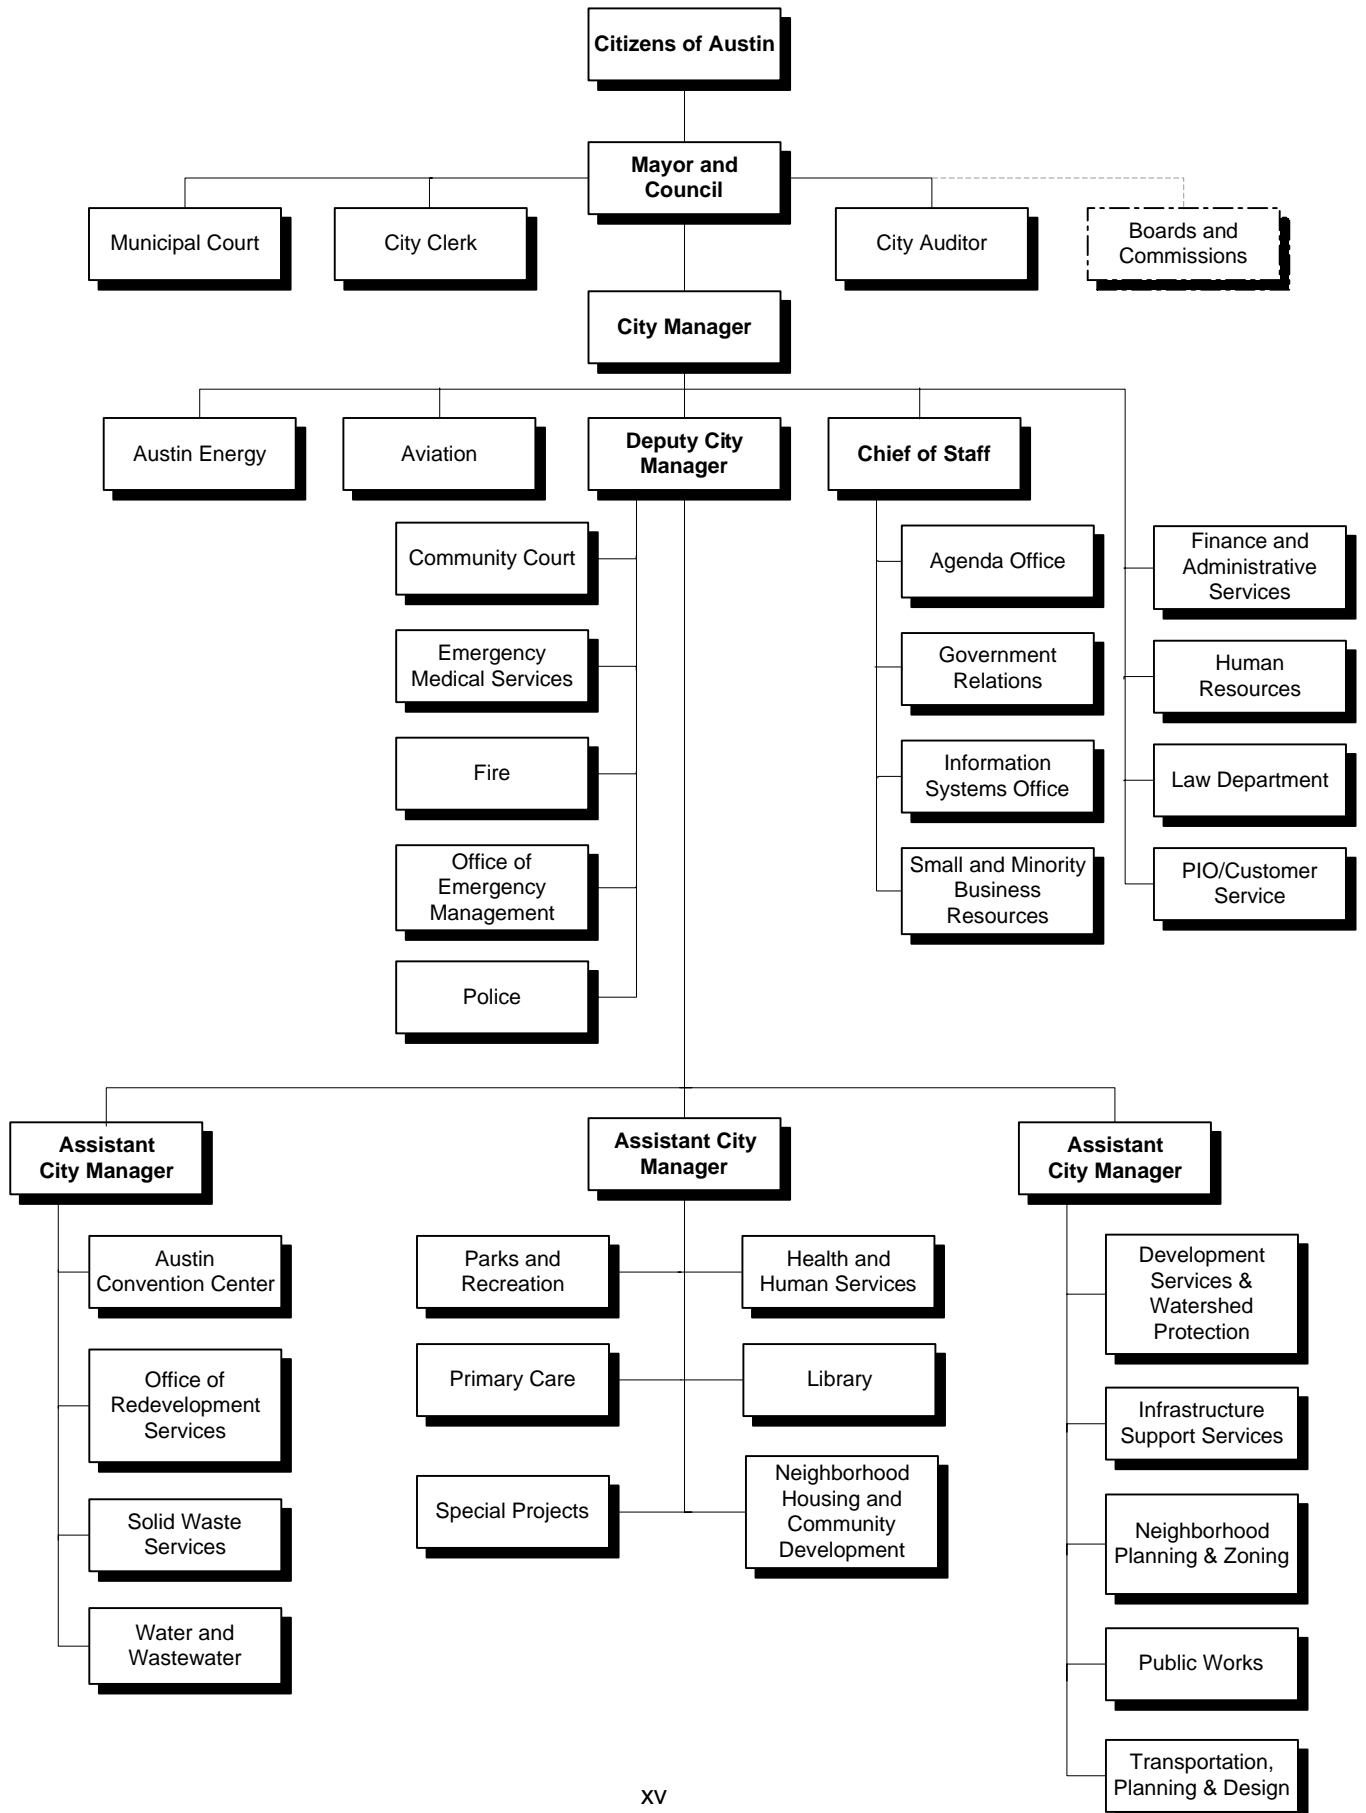 Citizens of Austin
Mayor and
Council
Municipal Court
City Clerk
City Auditor
Boards and
Commissions
City Manager
Austin Energy
Aviation
Deputy City
Manager
Chief of Staff
Community Court
Emergency
Medical Services
Fire
Office of
Emergency
Management
Police
Agenda Office
Government
Relations
Information
Systems Office
Small and Minority
Business
Resources
Finance and
Administrative
Services
Human
Resources
Law Department
PIO/Customer
Service
Assistant
City Manager
Austin
Convention Center
Office of
Redevelopment
Services
Solid Waste
Services
Water and
Wastewater
Assistant City
Manager
Parks and
Recreation
Health and
Human Services
Primary Care
Library
Special Projects
Neighborhood
Housing and
Community
Development
Assistant
City Manager
Development
Services &
Watershed
Protection
Infrastructure
Support Services
Neighborhood
Planning & Zoning
Public Works
Transportation,
Planning & Design
xv